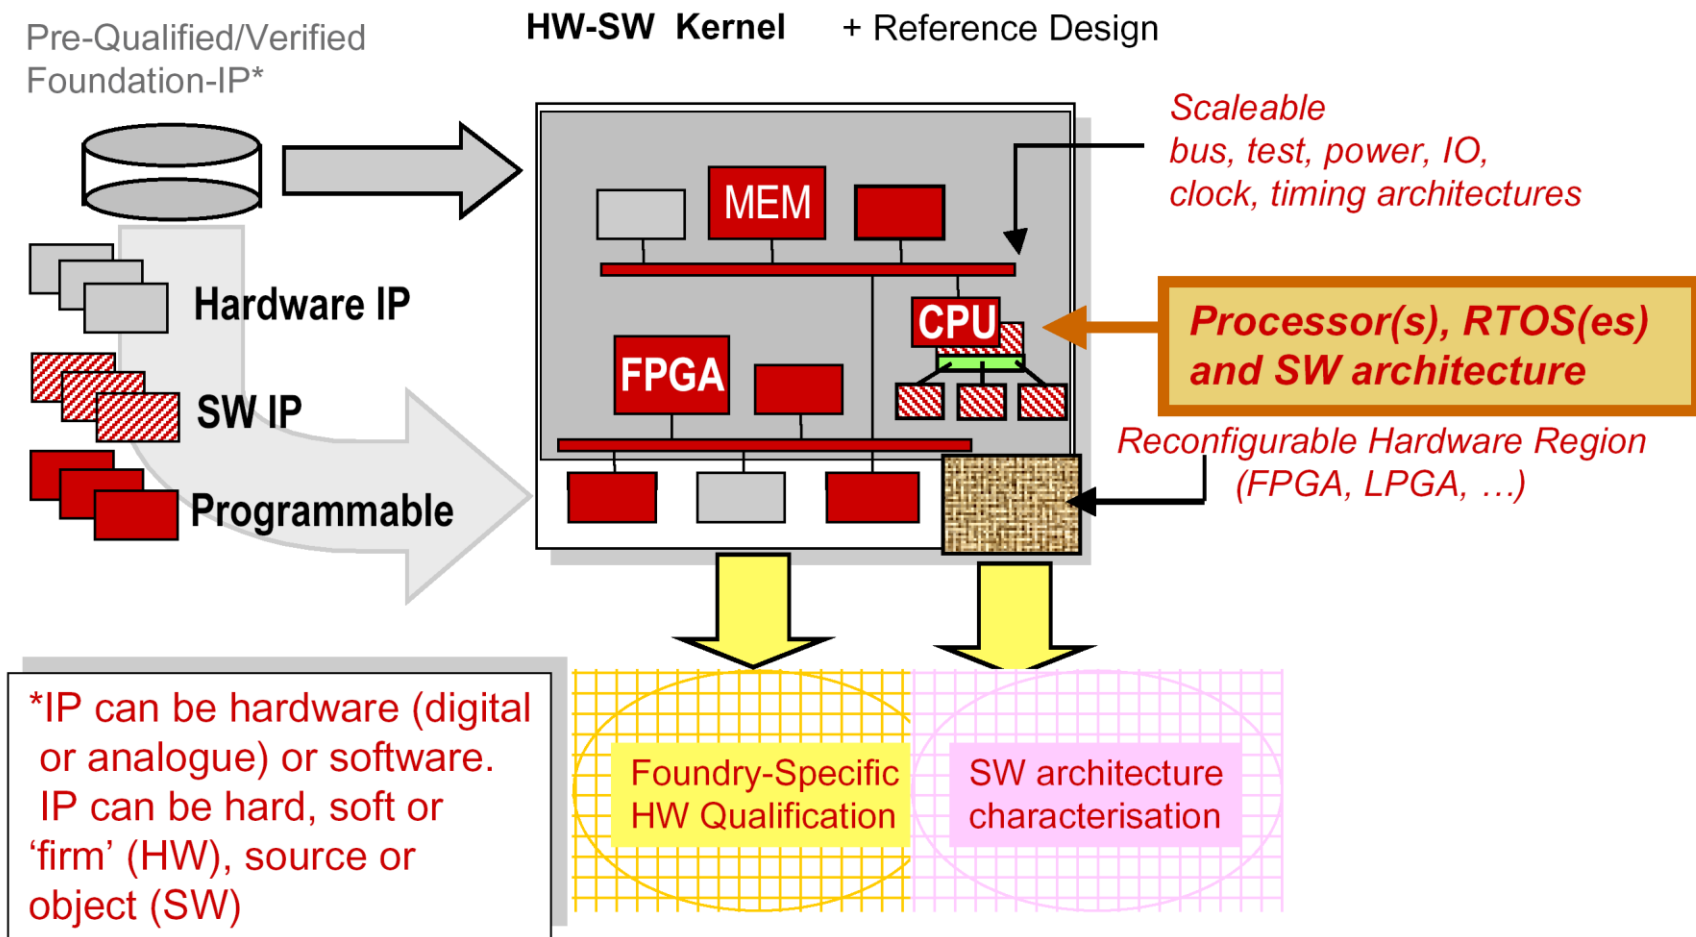 Pre-Qualified/Verified
Foundation-IP*
HW-SW Kernel + Reference Design
Scaleable
bus, test, power, IO,
clock, timing architectures
MEM
Hardware IP
CPU
Processor(s), RTOS(es)
and SW architecture
FPGA
SW IP
Reconfigurable Hardware Region
(FPGA, LPGA, …)
Programmable
*IP can be hardware (digital
or analogue) or software.
IP can be hard, soft or
‘firm’ (HW), source or
object (SW)
Foundry-Specific
HW Qualification
SW architecture
characterisation